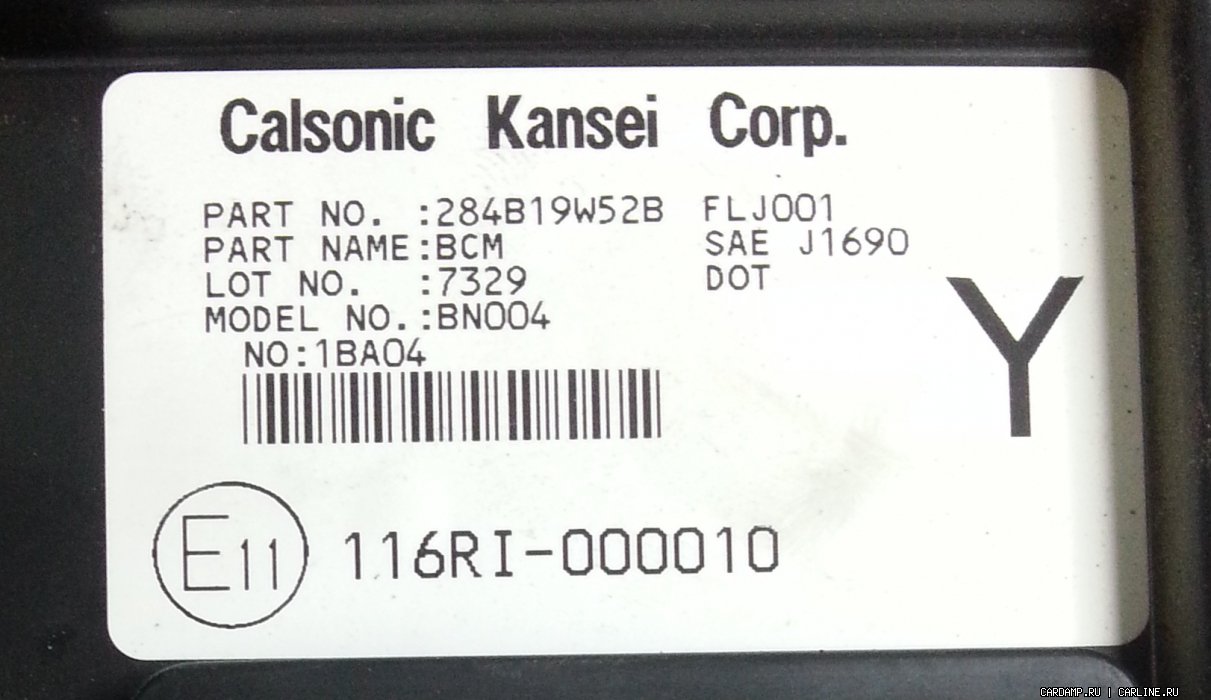 Calsonic Kansei Corp.
PART NO. :284B19W52B FLJ001
PART NAME:BCM SAE J1690
LOT NO. :7329 DOT
MODEL NO.:BN004
NO:1BA04
Y
E11 116RI-000010
CARDAMP.RU | CARLINE.RU